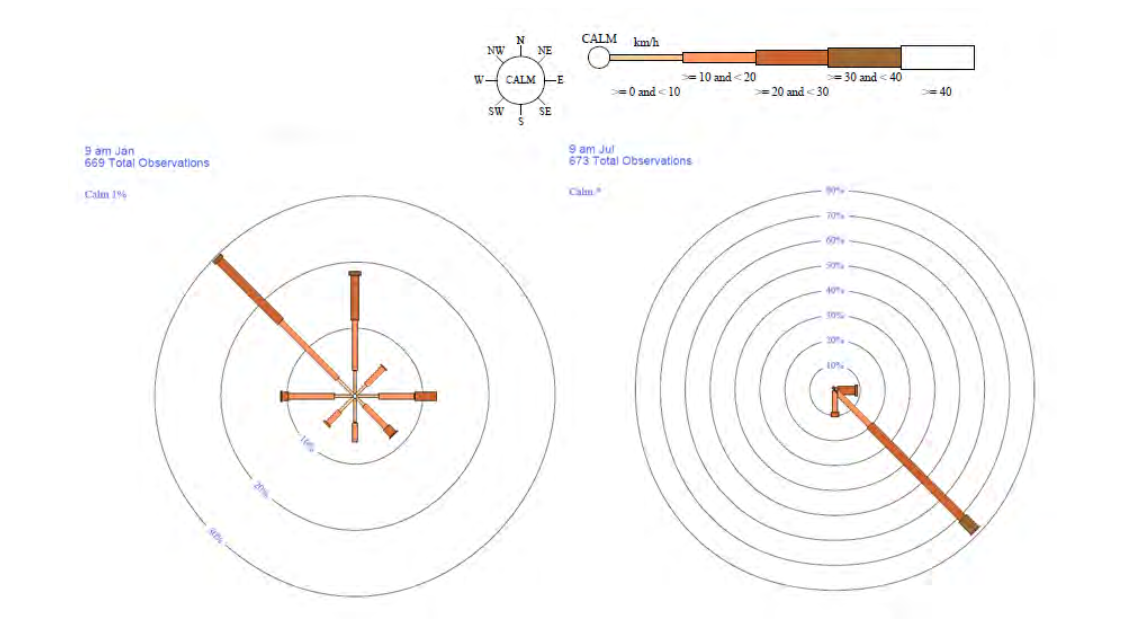 N
NW NE
W CALM E
SW SE
S
CALM km/h
>= 10 and < 20 >= 30 and < 40
>= 0 and < 10 >= 20 and < 30 >= 40
9 am Jan
669 Total Observations
Calm 1%
10%
20%
30%
9 am Jul
673 Total Observations
Calm *
80%
70%
60%
50%
40%
30%
20%
10%